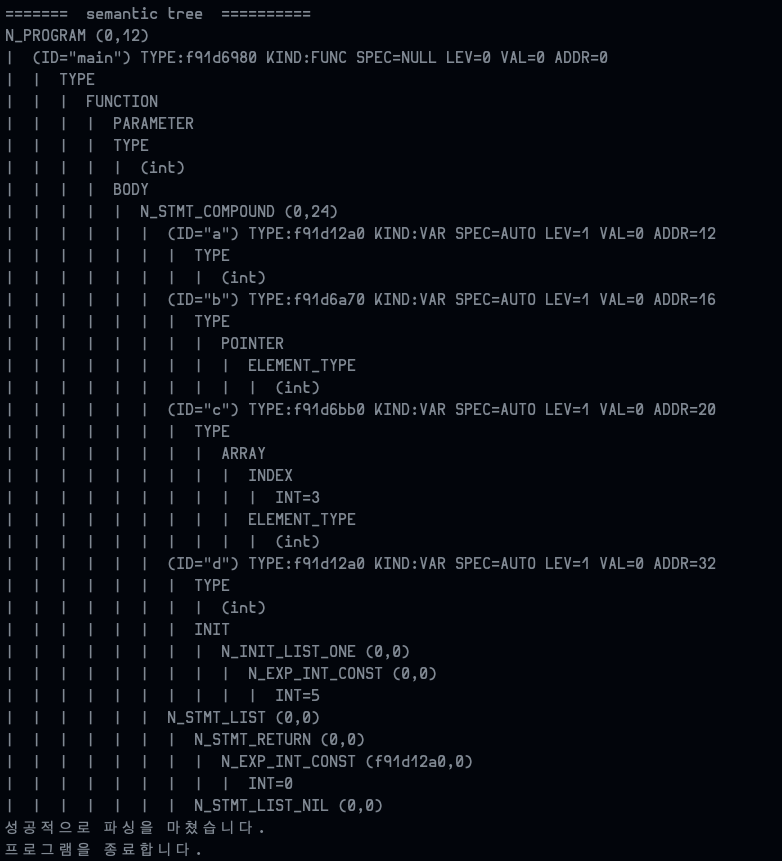 ======= semantic tree ==========
N_PROGRAM (0,12)
| (ID="main") TYPE:f91d6980 KIND:FUNC SPEC=NULL LEV=0 VAL=0 ADDR=0
| | TYPE
| | | FUNCTION
| | | | PARAMETER
| | | | TYPE
| | | | | (int)
| | | | BODY
| | | | | N_STMT_COMPOUND (0,24)
| | | | | | (ID="a") TYPE:f91d12a0 KIND:VAR SPEC=AUTO LEV=1 VAL=0 ADDR=12
| | | | | | | TYPE
| | | | | | | | (int)
| | | | | | (ID="b") TYPE:f91d6a70 KIND:VAR SPEC=AUTO LEV=1 VAL=0 ADDR=16
| | | | | | | TYPE
| | | | | | | | POINTER
| | | | | | | | | ELEMENT_TYPE
| | | | | | | | | | (int)
| | | | | | (ID="c") TYPE:f91d6bb0 KIND:VAR SPEC=AUTO LEV=1 VAL=0 ADDR=20
| | | | | | | TYPE
| | | | | | | | ARRAY
| | | | | | | | | INDEX
| | | | | | | | | | INT=3
| | | | | | | | | ELEMENT_TYPE
| | | | | | | | | | (int)
| | | | | | (ID="d") TYPE:f91d12a0 KIND:VAR SPEC=AUTO LEV=1 VAL=0 ADDR=32
| | | | | | | TYPE
| | | | | | | | (int)
| | | | | | | INIT
| | | | | | | | N_INIT_LIST_ONE (0,0)
| | | | | | | | | N_EXP_INT_CONST (0,0)
| | | | | | | | | | INT=5
| | | | | | N_STMT_LIST (0,0)
| | | | | | | N_STMT_RETURN (0,0)
| | | | | | | | N_EXP_INT_CONST (f91d12a0,0)
| | | | | | | | | INT=0
| | | | | | | N_STMT_LIST_NIL (0,0)
성공적으로 파싱을 마쳤습니다.
프로그램을 종료합니다.